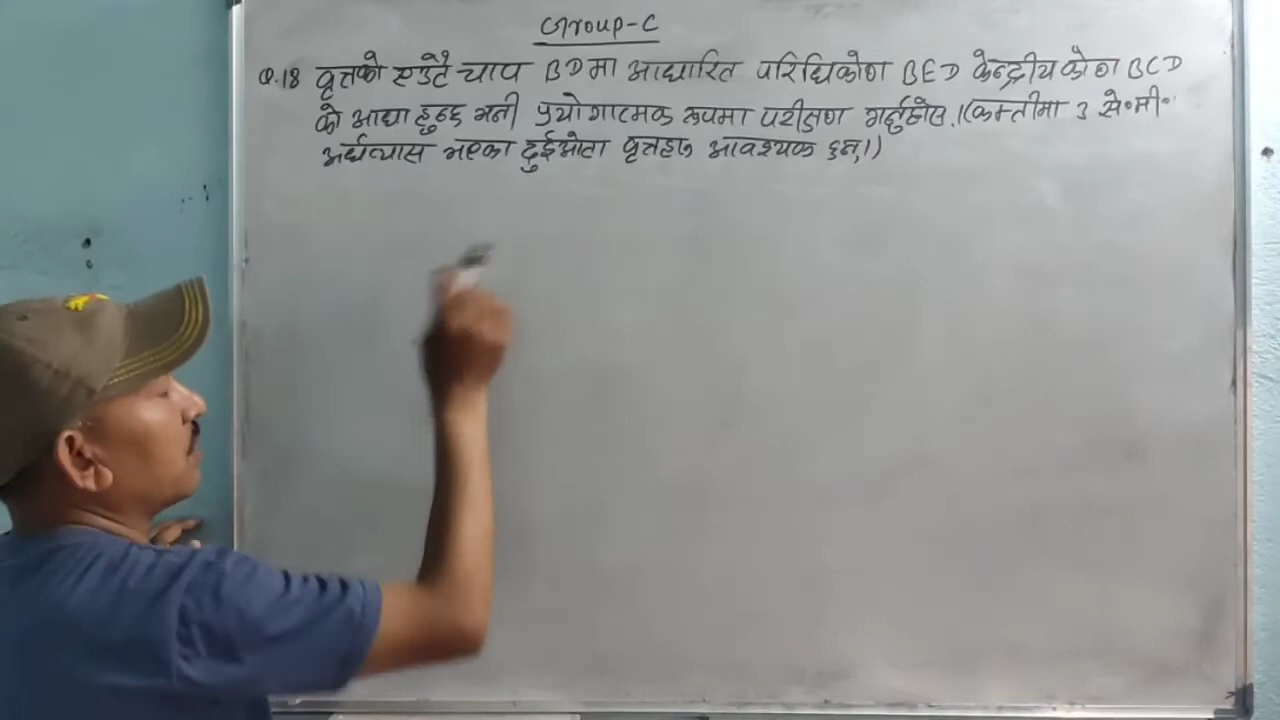 Group-C
Q.18 वृत्तको एउटै चाप BD मा आधारित परिधिकोण BED केन्द्रीय कोण BCD
को आधा हुन्छ भनी प्रयोगात्मक रूपमा परीक्षण गर्नुहोस् ।(कम्तीमा 3 से॰मी॰
अर्धव्यास भएका दुईओटा वृत्तहरू आवश्यक छन् ।)